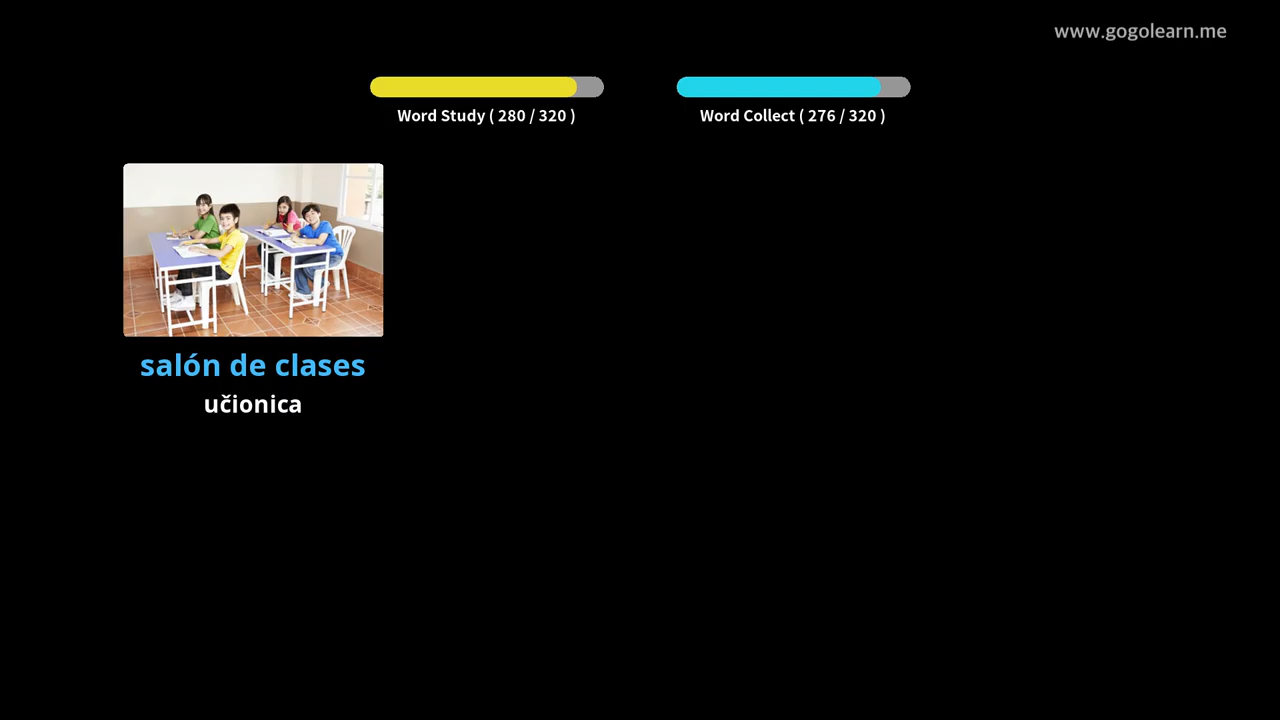 www.gogolearn.me
Word Study ( 280 / 320 )
Word Collect ( 276 / 320 )
salón de clases
učionica